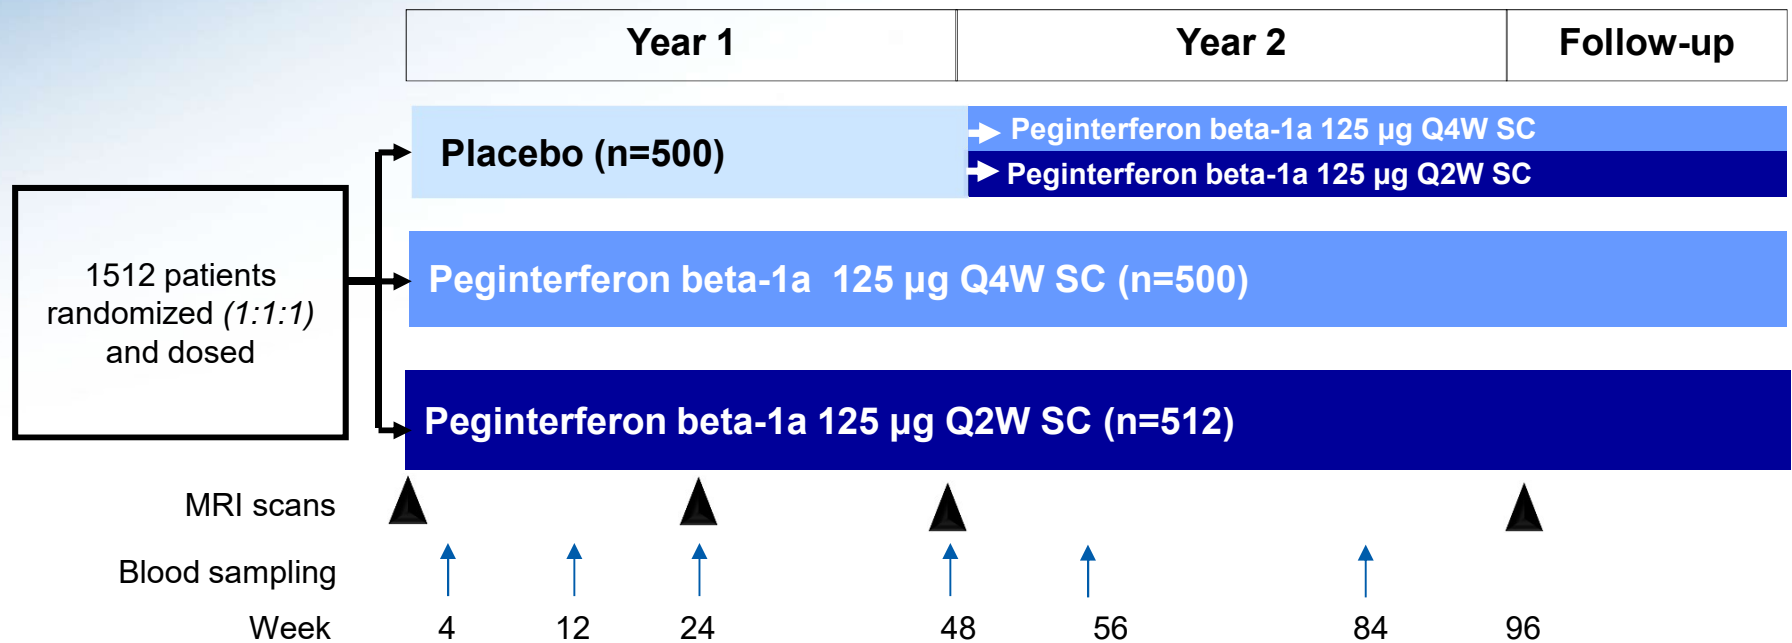 Year 1
Year 2
Follow-up
Placebo (n=500)
Peginterferon beta-1a 125 µg Q4W SC
Peginterferon beta-1a 125 µg Q2W SC
1512 patients
randomized (1:1:1)
and dosed
Peginterferon beta-1a 125 µg Q4W SC (n=500)
Peginterferon beta-1a 125 µg Q2W SC (n=512)
MRI scans
Blood sampling
Week 4 12 24 48 56 84 96